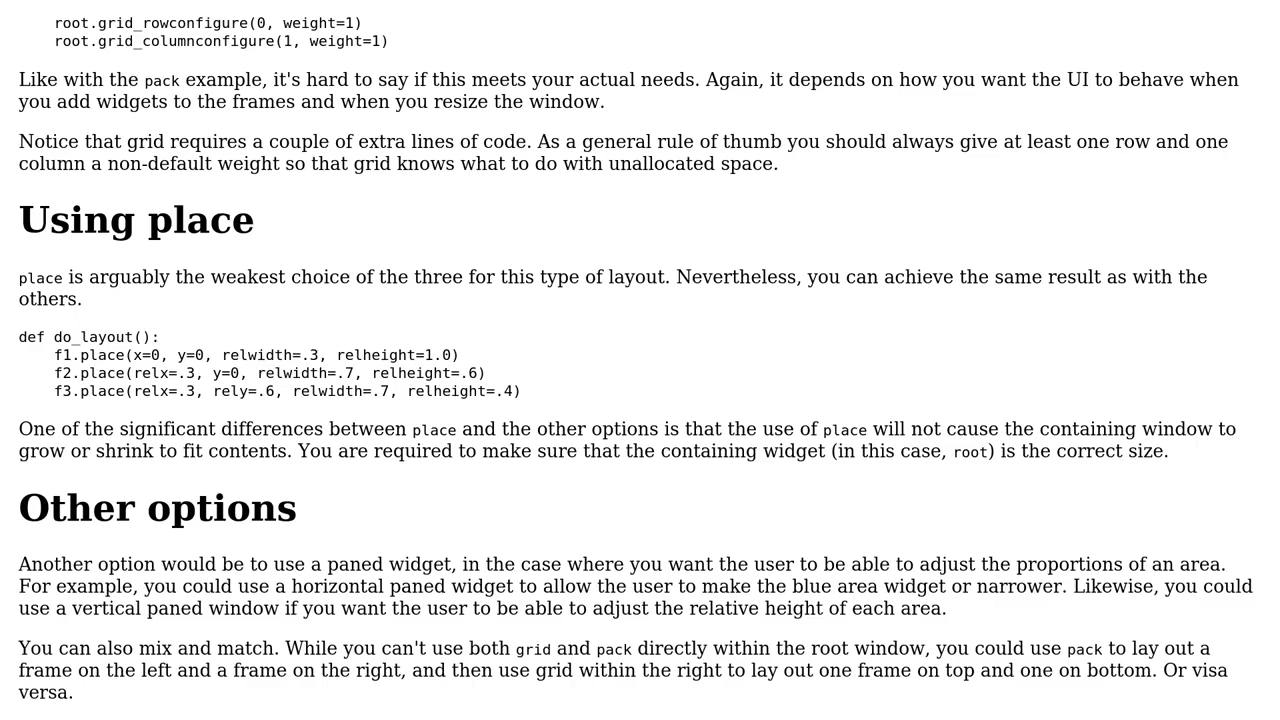 root.grid_rowconfigure(0, weight=1)
    root.grid_columnconfigure(1, weight=1)
Like with the pack example, it's hard to say if this meets your actual needs. Again, it depends on how you want the UI to behave when
you add widgets to the frames and when you resize the window.
Notice that grid requires a couple of extra lines of code. As a general rule of thumb you should always give at least one row and one
column a non-default weight so that grid knows what to do with unallocated space.
Using place
place is arguably the weakest choice of the three for this type of layout. Nevertheless, you can achieve the same result as with the
others.
def do_layout():
    f1.place(x=0, y=0, relwidth=.3, relheight=1.0)
    f2.place(relx=.3, y=0, relwidth=.7, relheight=.6)
    f3.place(relx=.3, rely=.6, relwidth=.7, relheight=.4)
One of the significant differences between place and the other options is that the use of place will not cause the containing window to
grow or shrink to fit contents. You are required to make sure that the containing widget (in this case, root) is the correct size.
Other options
Another option would be to use a paned widget, in the case where you want the user to be able to adjust the proportions of an area.
For example, you could use a horizontal paned widget to allow the user to make the blue area widget or narrower. Likewise, you could
use a vertical paned window if you want the user to be able to adjust the relative height of each area.
You can also mix and match. While you can't use both grid and pack directly within the root window, you could use pack to lay out a
frame on the left and a frame on the right, and then use grid within the right to lay out one frame on top and one on bottom. Or visa
versa.